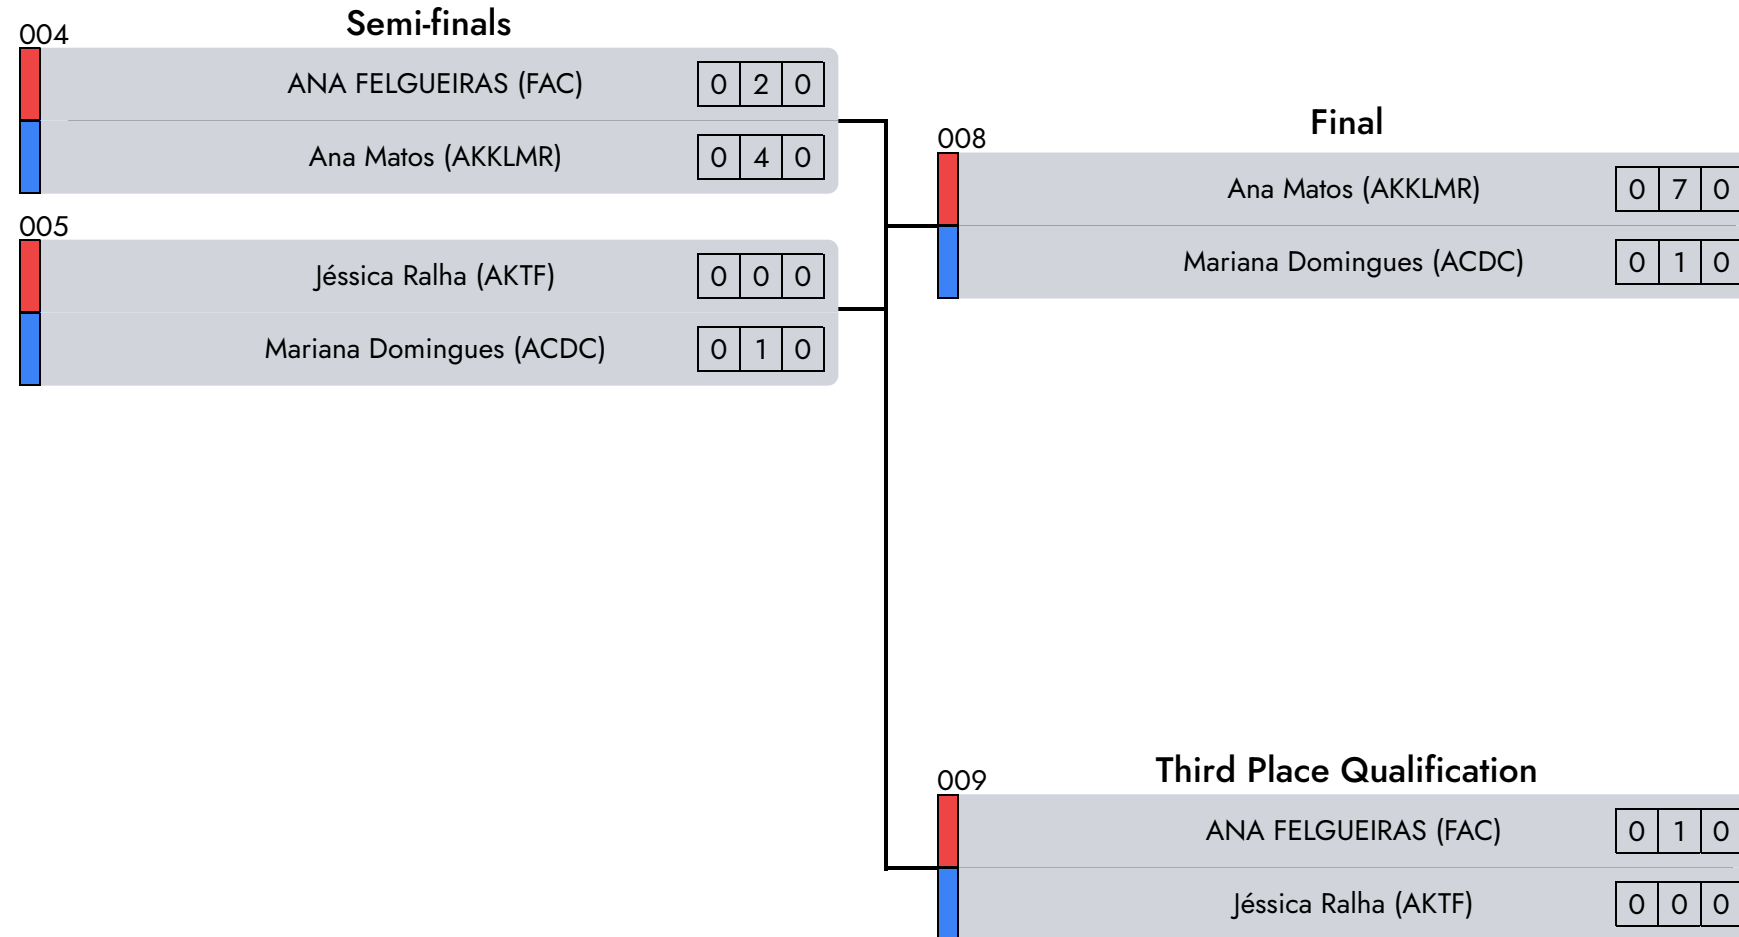 Semi-finals
004
ANA FELGUEIRAS (FAC) 0 2 0
Ana Matos (AKKLMR) 0 4 0
005
Jéssica Ralha (AKTF) 0 0 0
Mariana Domingues (ACDC) 0 1 0
Final
008
Ana Matos (AKKLMR) 0 7 0
Mariana Domingues (ACDC) 0 1 0
Third Place Qualification
009
ANA FELGUEIRAS (FAC) 0 1 0
Jéssica Ralha (AKTF) 0 0 0